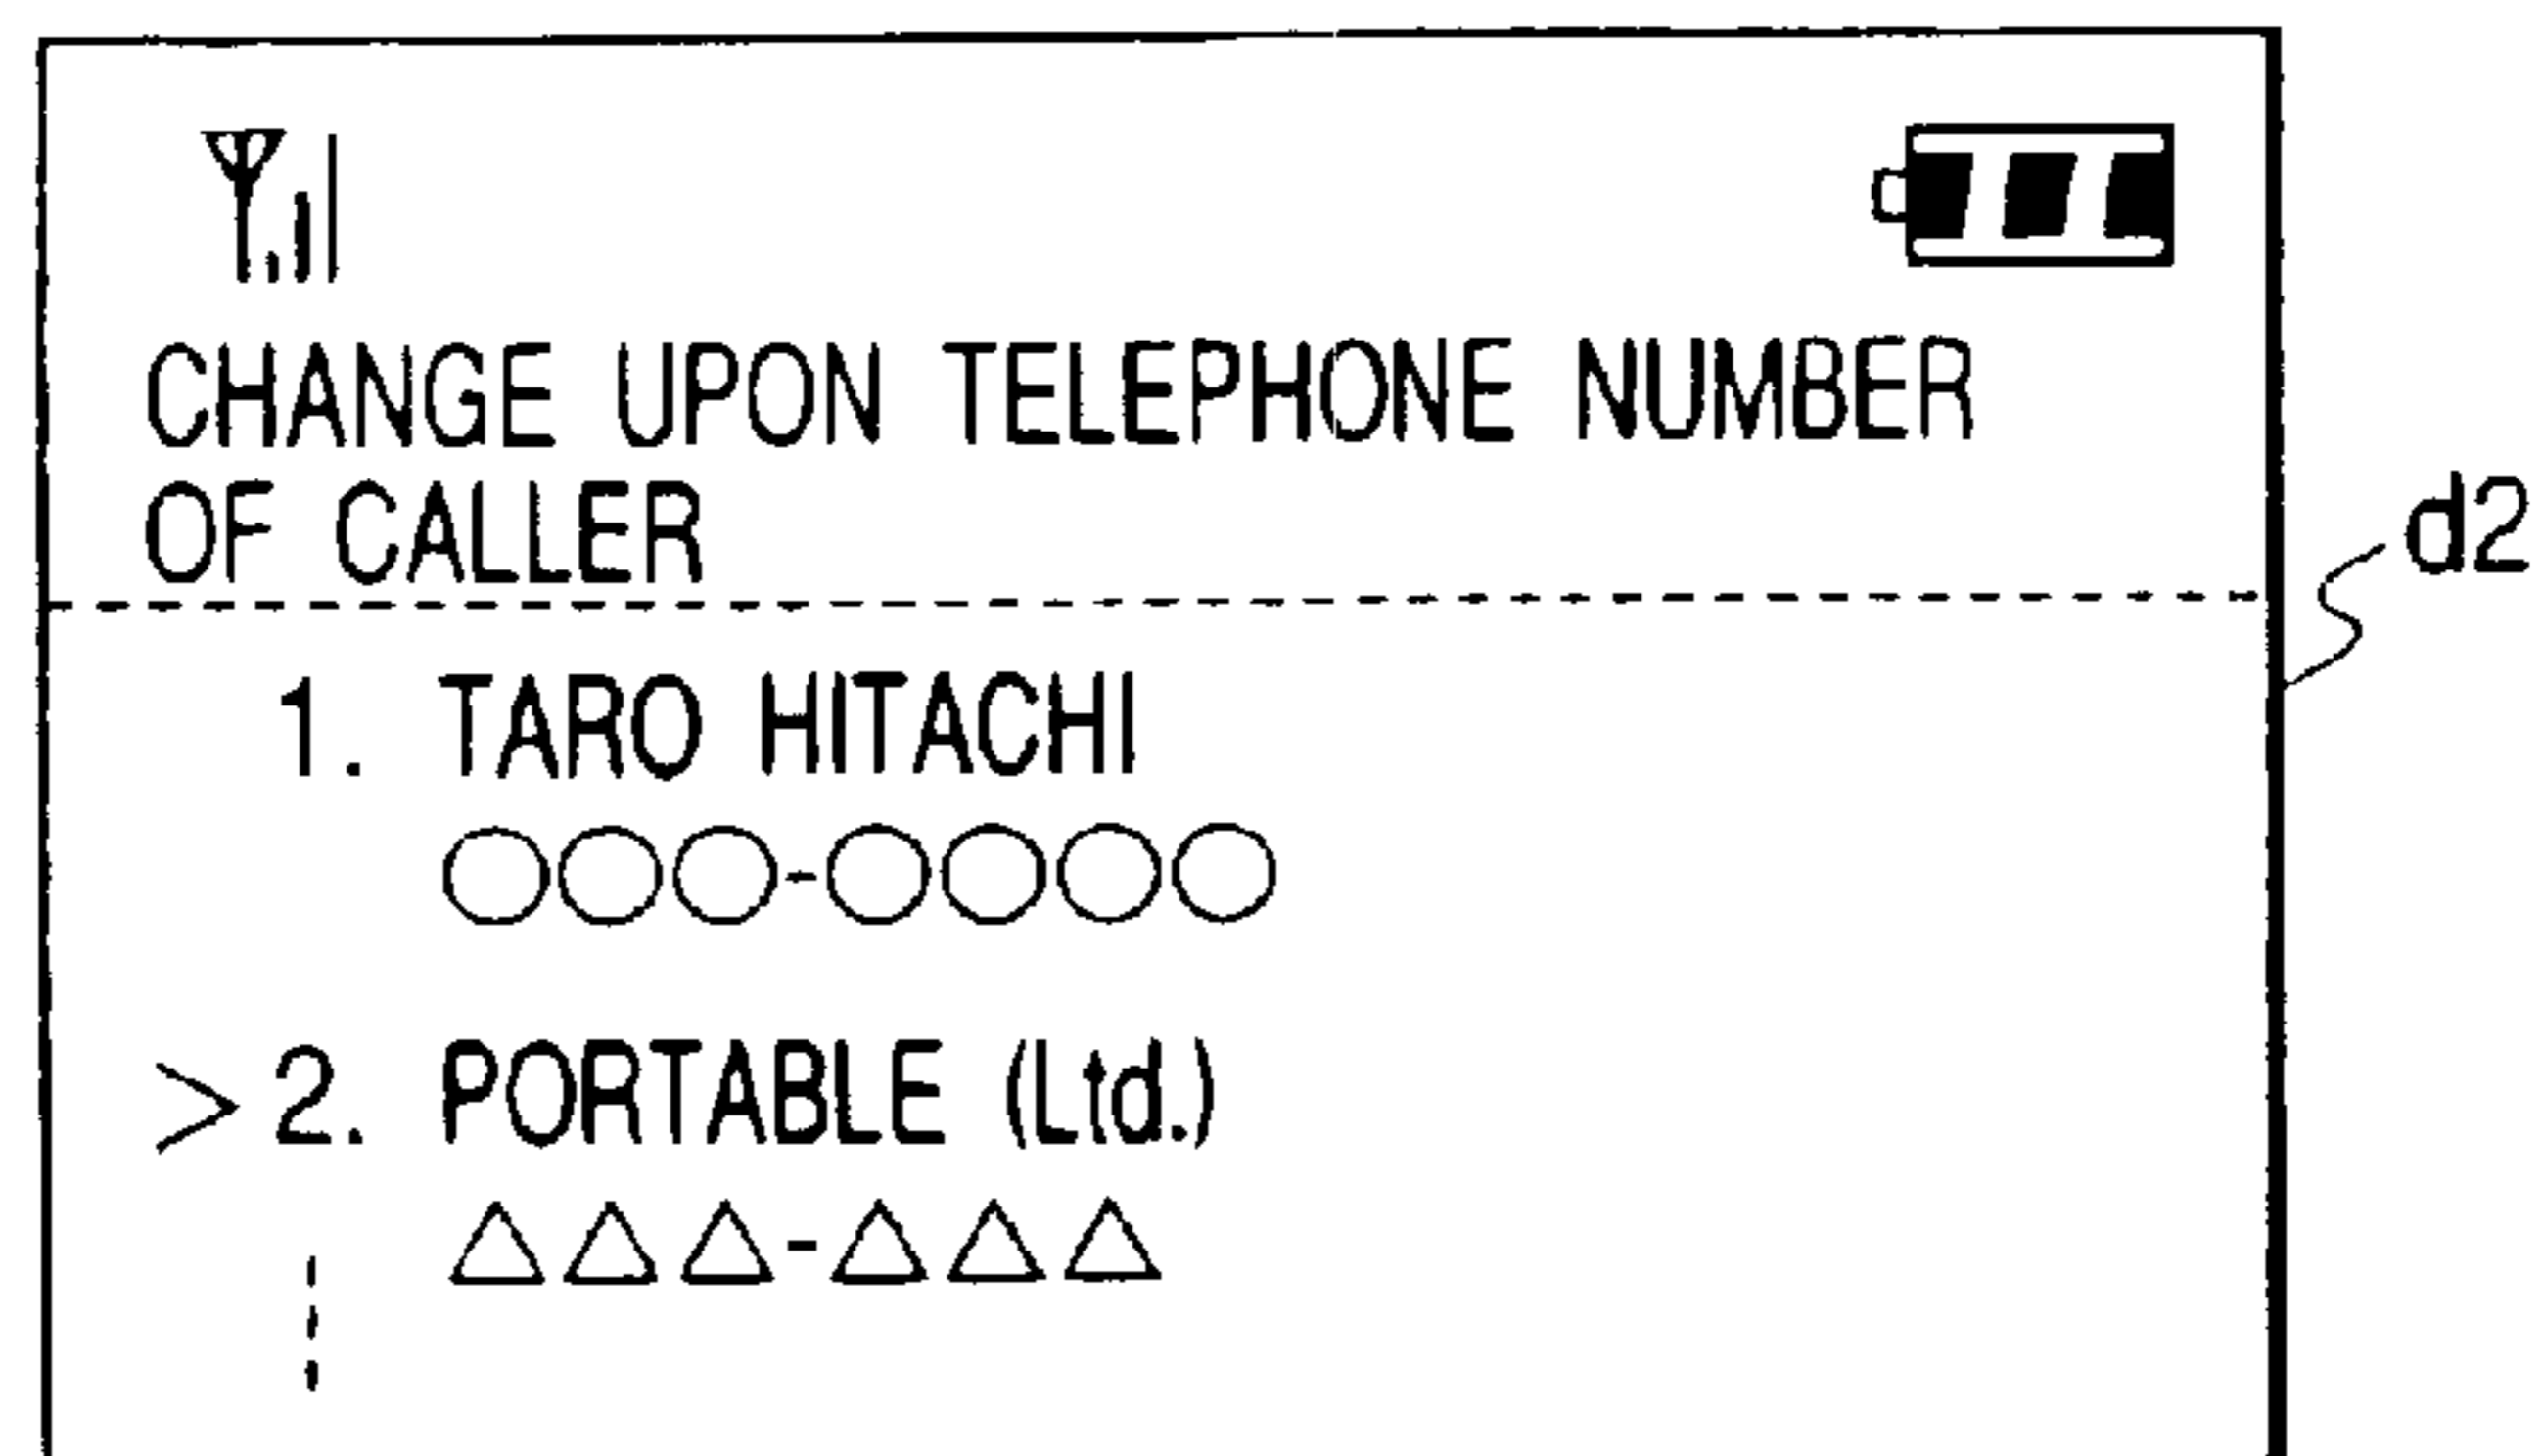 CHANGE UPON TELEPHONE NUMBER
OF CALLER
d2
1. TARO HITACHI
○○○-○○○○
>2. PORTABLE (Ltd.)
△△△-△△△